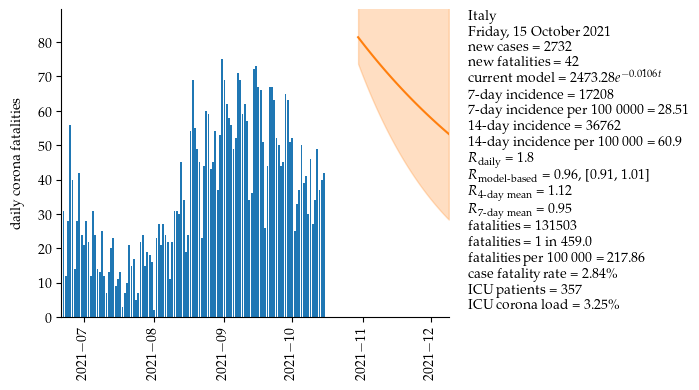 Italy
Friday, 15 October 2021
new cases = 2732
new fatalities = 42
current model = 2473.28e^{-0.0106t}
7-day incidence = 17208
7-day incidence per 100 0000 = 28.51
14-day incidence = 36762
14-day incidence per 100 000 = 60.9
R_daily = 1.8
R_model-based = 0.96, [0.91, 1.01]
R_4-day mean = 1.12
R_7-day mean = 0.95
fatalities = 131503
fatalities = 1 in 459.0
fatalities per 100 000 = 217.86
case fatality rate = 2.84%
ICU patients = 357
ICU corona load = 3.25%
daily corona fatalities
80
70
60
50
40
30
20
10
0
2021−07
2021−08
2021−09
2021−10
2021−11
2021−12